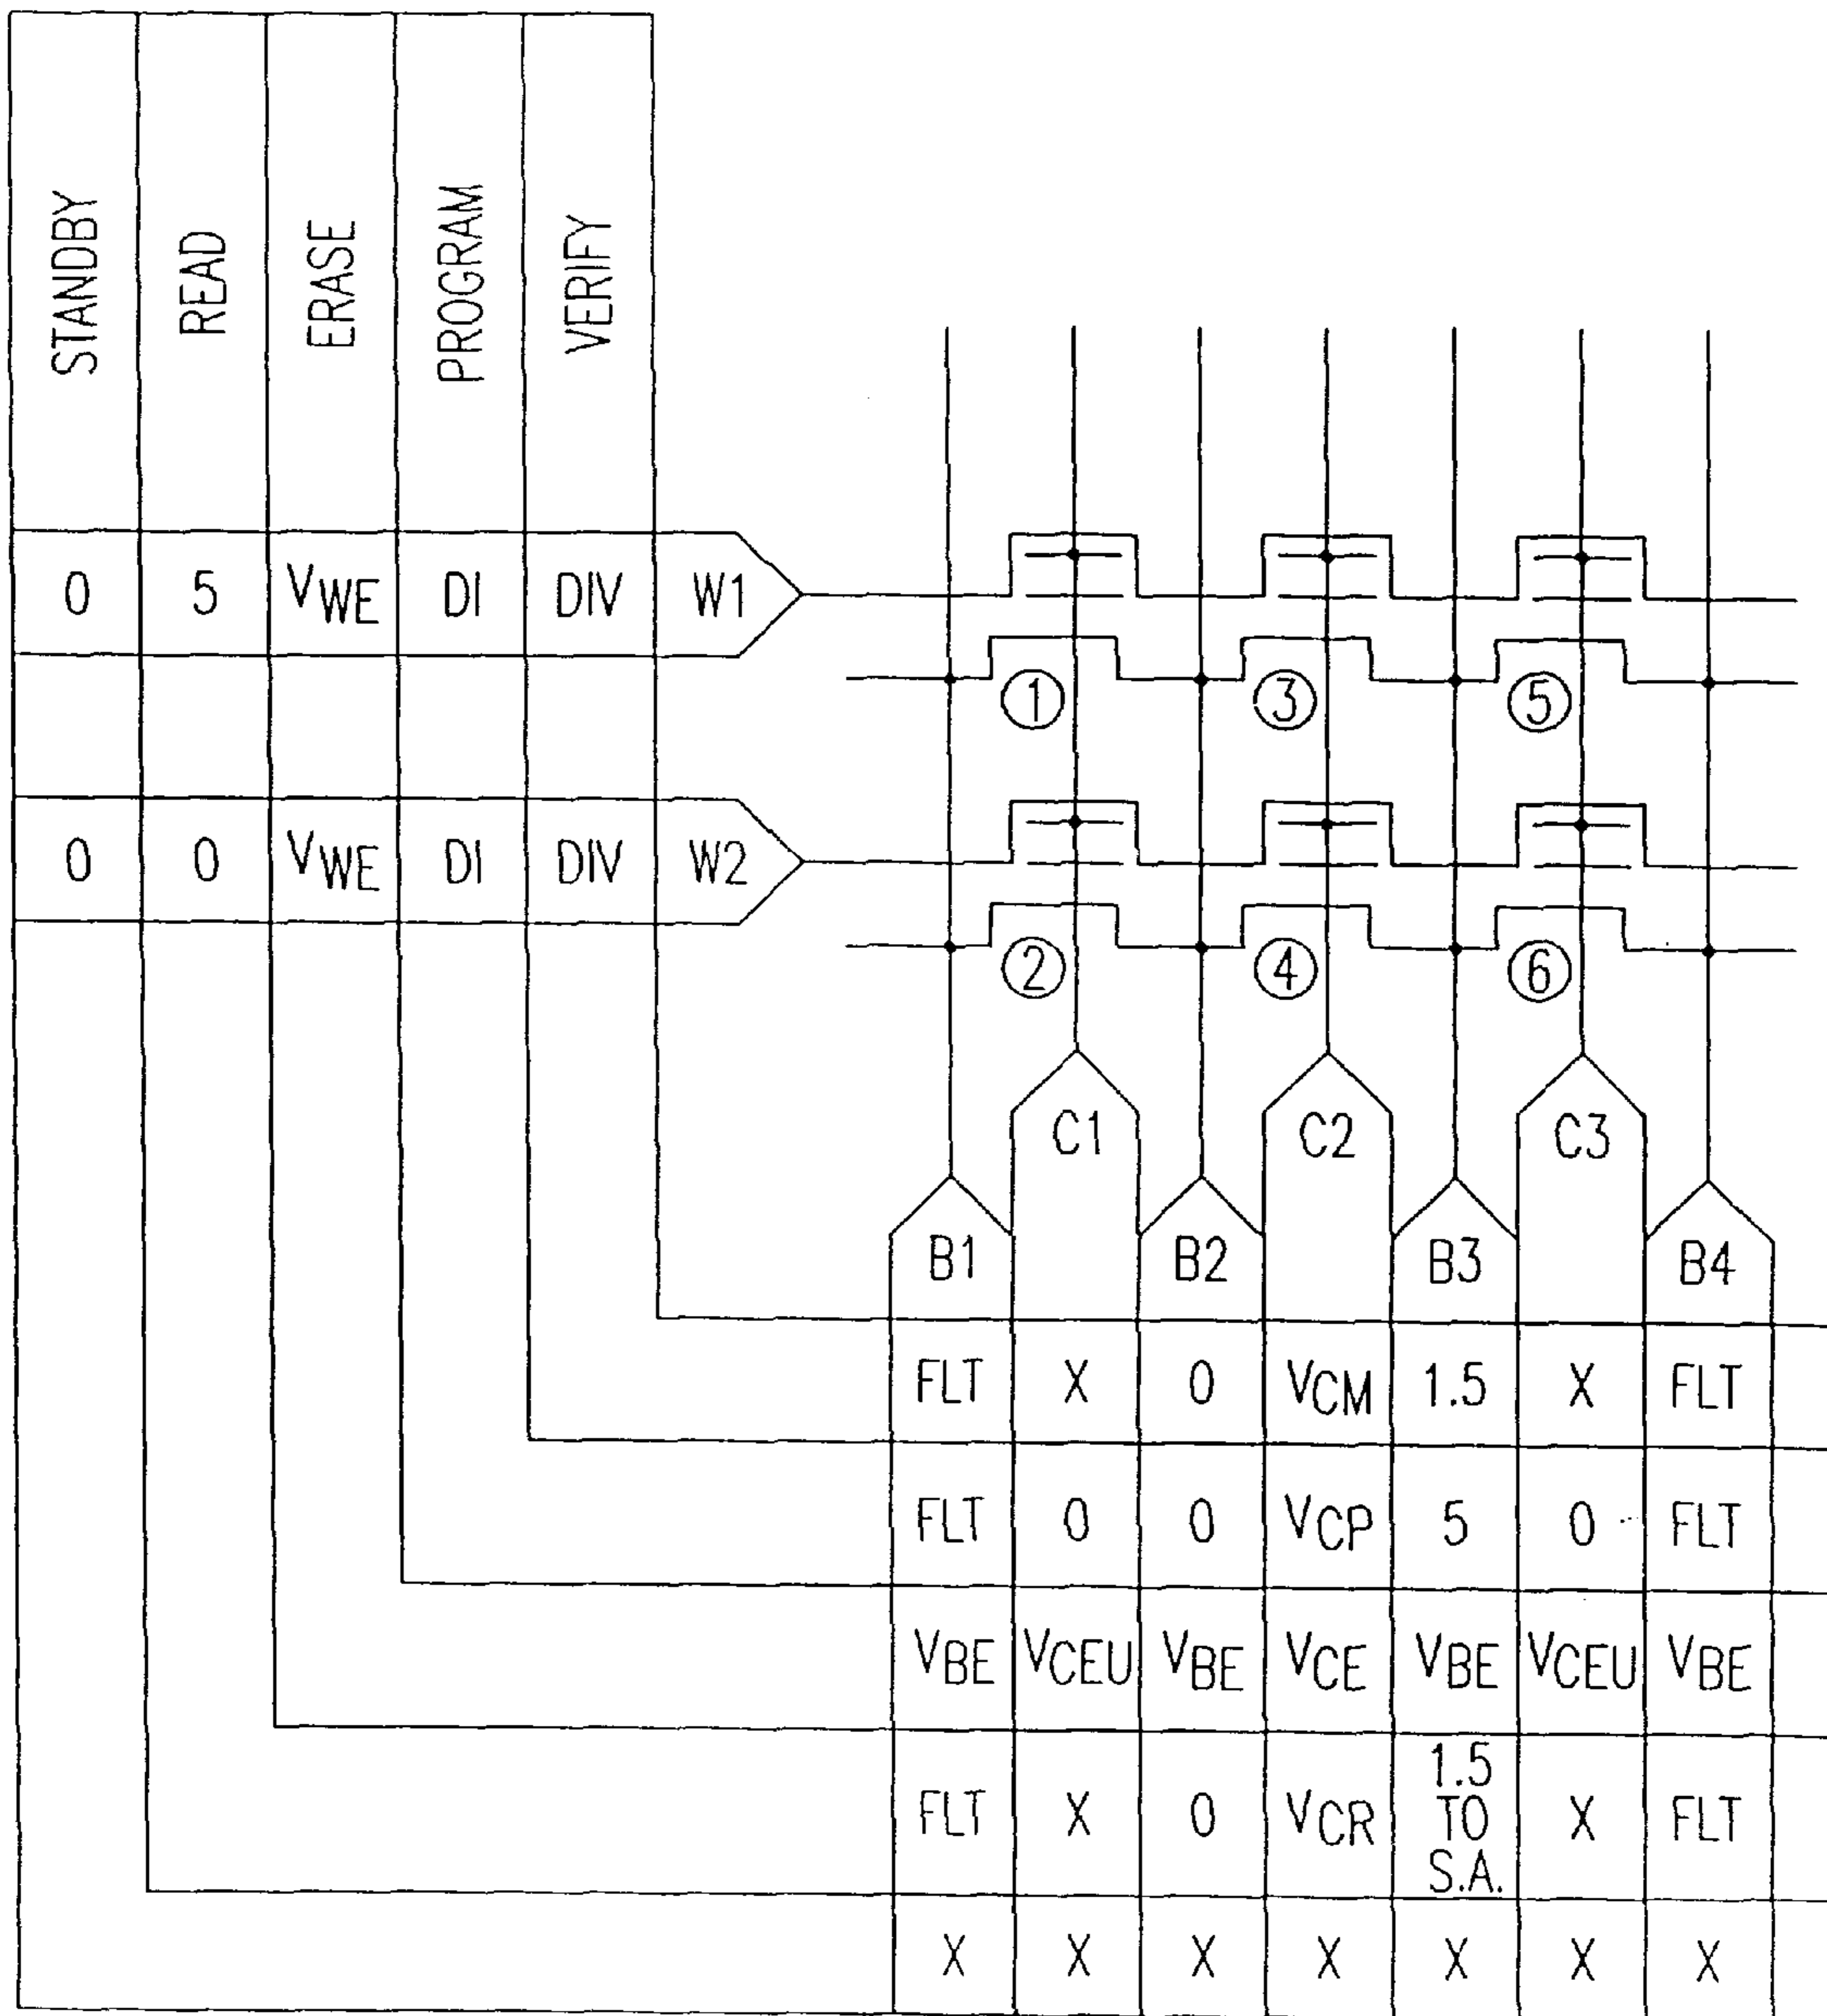 STANDBY READ ERASE PROGRAM VERIFY
0 5 VWE DI DIV W1
1 3 5
0 0 VWE DI DIV W2
2 4 6
C1 C2 C3
B1 B2 B3 B4
FLT X 0 VCM 1.5 X FLT
FLT 0 0 VCP 5 0 FLT
VBE VCEU VBE VCE VBE VCEU VBE
FLT X 0 VCR 1.5 TO S.A. X FLT
X X X X X X X